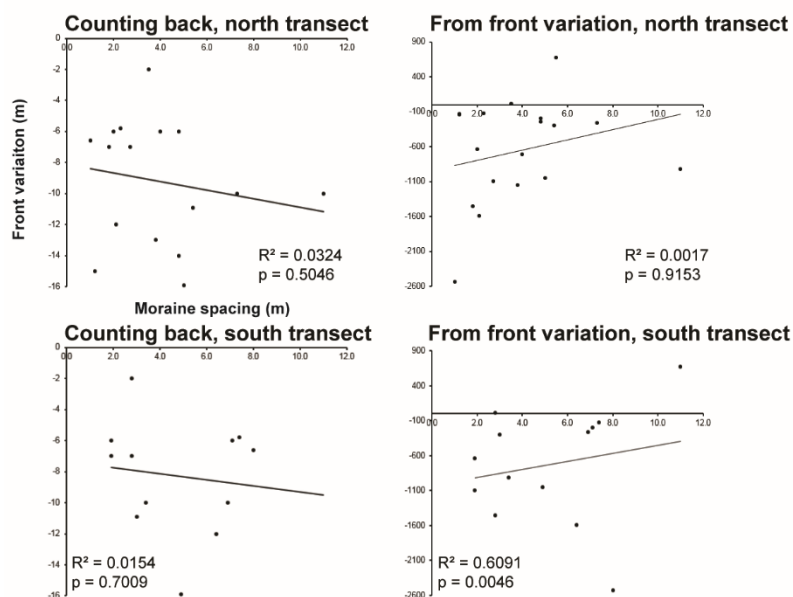 Counting back, north transect
0
0.0 2.0 4.0 6.0 8.0 10.0 12.0
-2
-4
-6
-8
-10
-12
-14
-16
Front variaiton (m)
R² = 0.0324
p = 0.5046
Moraine spacing (m)
From front variation, north transect
900
400
0.0 2.0 4.0 6.0 8.0 10.0 12.0
-100
-600
-1100
-1600
-2100
-2600
R² = 0.0017
p = 0.9153
Counting back, south transect
0
0.0 2.0 4.0 6.0 8.0 10.0 12.0
-2
-4
-6
-8
-10
-12
-14
-16
R² = 0.0154
p = 0.7009
From front variation, south transect
900
400
0.0 2.0 4.0 6.0 8.0 10.0 12.0
-100
-600
-1100
-1600
-2100
-2600
R² = 0.6091
p = 0.0046